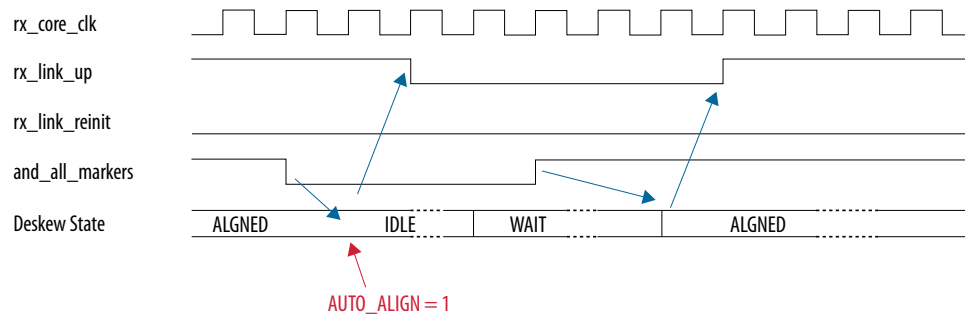 rx_core_clk
rx_link_up
rx_link_reinit
and_all_markers
Deskew State ALGNED IDLE WAIT ALGNED
AUTO_ALIGN = 1